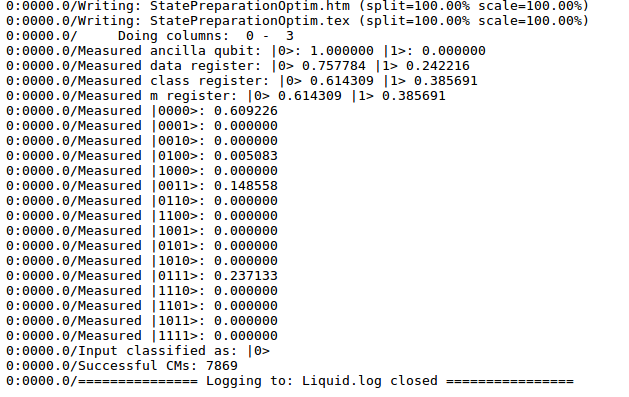 0:0000.0/Writing: StatePreparationOptim.htm (split=100.00% scale=100.00%)
0:0000.0/Writing: StatePreparationOptim.tex (split=100.00% scale=100.00%)
0:0000.0/     Doing columns:  0 -  3
0:0000.0/Measured ancilla qubit: |0>: 1.000000 |1>: 0.000000
0:0000.0/Measured data register: |0> 0.757784 |1> 0.242216
0:0000.0/Measured class register: |0> 0.614309 |1> 0.385691
0:0000.0/Measured m register: |0> 0.614309 |1> 0.385691
0:0000.0/Measured |0000>: 0.609226
0:0000.0/Measured |0001>: 0.000000
0:0000.0/Measured |0010>: 0.000000
0:0000.0/Measured |0100>: 0.005083
0:0000.0/Measured |1000>: 0.000000
0:0000.0/Measured |0011>: 0.148558
0:0000.0/Measured |0110>: 0.000000
0:0000.0/Measured |1100>: 0.000000
0:0000.0/Measured |1001>: 0.000000
0:0000.0/Measured |0101>: 0.000000
0:0000.0/Measured |1010>: 0.000000
0:0000.0/Measured |0111>: 0.237133
0:0000.0/Measured |1110>: 0.000000
0:0000.0/Measured |1101>: 0.000000
0:0000.0/Measured |1011>: 0.000000
0:0000.0/Measured |1111>: 0.000000
0:0000.0/Input classified as: |0>
0:0000.0/Successful CMs: 7869
0:0000.0/=============== Logging to: Liquid.log closed ================